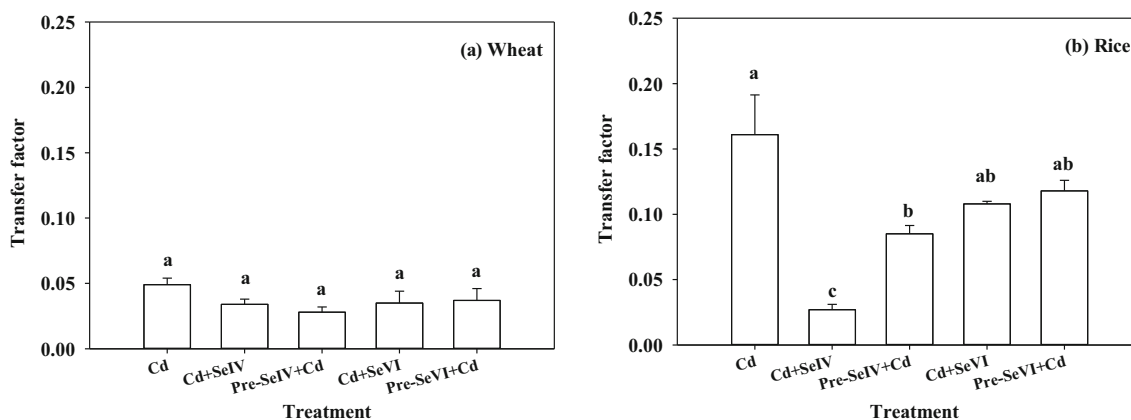 (a) Wheat
Transfer factor
0.25
0.20
0.15
0.10
0.05
0.00
a
a
a
a
a
Cd
Cd+SeIV
Pre-SeIV+Cd
Cd+SeVI
Pre-SeVI+Cd
Treatment
(b) Rice
Transfer factor
0.25
0.20
0.15
0.10
0.05
0.00
a
c
b
ab
ab
Cd
Cd+SeIV
Pre-SeIV+Cd
Cd+SeVI
Pre-SeVI+Cd
Treatment